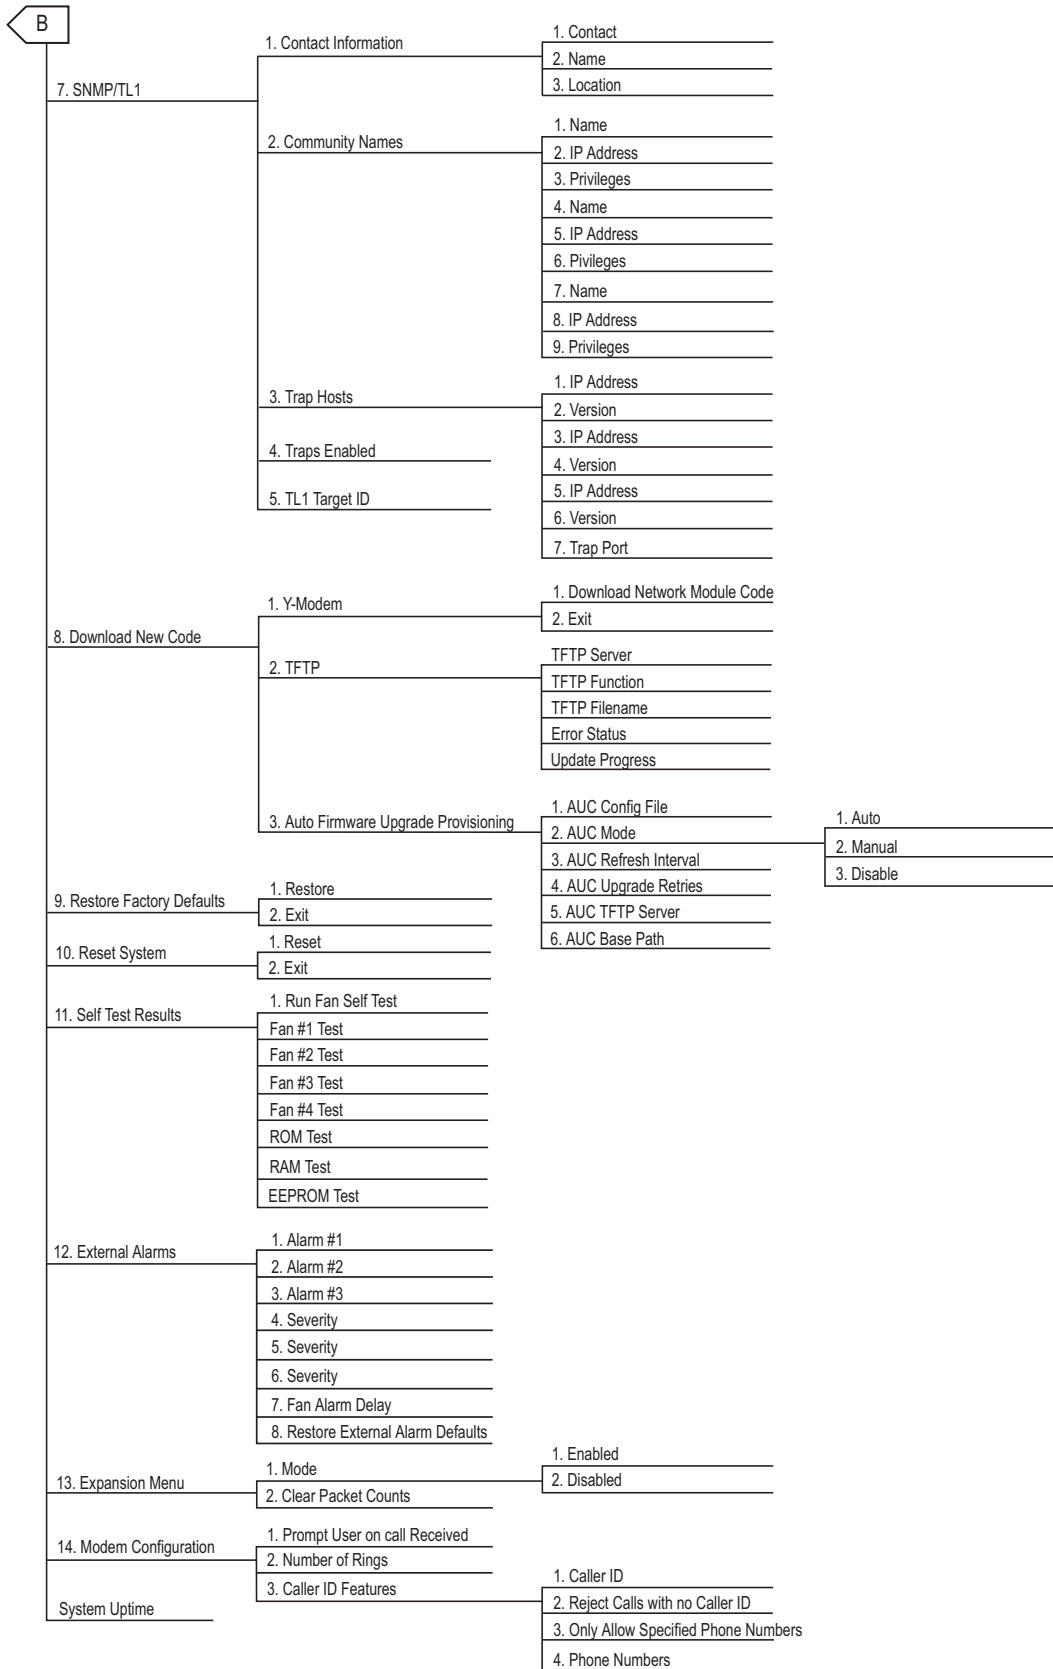 B
7. SNMP/TL1
1. Contact Information
1. Contact
2. Name
3. Location
2. Community Names
1. Name
2. IP Address
3. Privileges
4. Name
5. IP Address
6. Pivileges
7. Name
8. IP Address
9. Privileges
3. Trap Hosts
1. IP Address
2. Version
3. IP Address
4. Version
5. IP Address
6. Version
7. Trap Port
4. Traps Enabled
5. TL1 Target ID
8. Download New Code
1. Y-Modem
1. Download Network Module Code
2. Exit
2. TFTP
TFTP Server
TFTP Function
TFTP Filename
Error Status
Update Progress
3. Auto Firmware Upgrade Provisioning
1. AUC Config File
2. AUC Mode
1. Auto
2. Manual
3. Disable
3. AUC Refresh Interval
4. AUC Upgrade Retries
5. AUC TFTP Server
6. AUC Base Path
9. Restore Factory Defaults
1. Restore
2. Exit
10. Reset System
1. Reset
2. Exit
11. Self Test Results
1. Run Fan Self Test
Fan #1 Test
Fan #2 Test
Fan #3 Test
Fan #4 Test
ROM Test
RAM Test
EEPROM Test
12. External Alarms
1. Alarm #1
2. Alarm #2
3. Alarm #3
4. Severity
5. Severity
6. Severity
7. Fan Alarm Delay
8. Restore External Alarm Defaults
13. Expansion Menu
1. Mode
1. Enabled
2. Disabled
2. Clear Packet Counts
14. Modem Configuration
1. Prompt User on call Received
2. Number of Rings
3. Caller ID Features
1. Caller ID
2. Reject Calls with no Caller ID
3. Only Allow Specified Phone Numbers
4. Phone Numbers
System Uptime